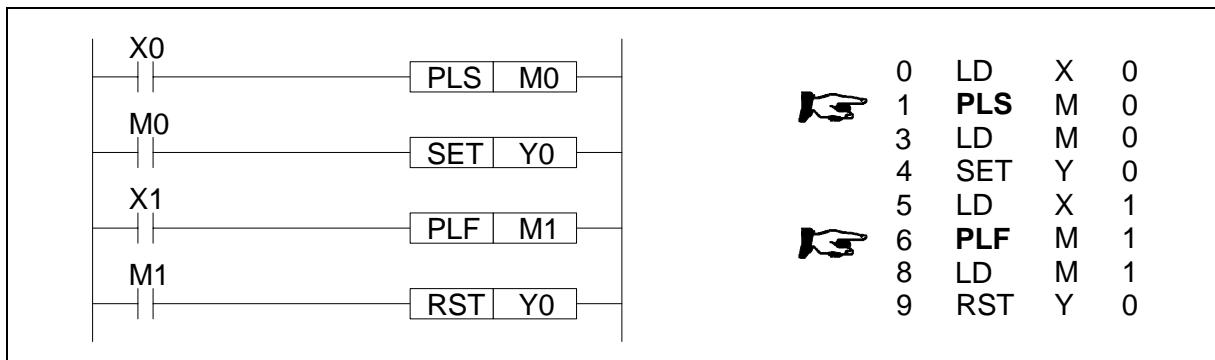 X0
PLS M0
M0
SET Y0
X1
PLF M1
M1
RST Y0
0 LD X 0
1 PLS M 0
3 LD M 0
4 SET Y 0
5 LD X 1
6 PLF M 1
8 LD M 1
9 RST Y 0